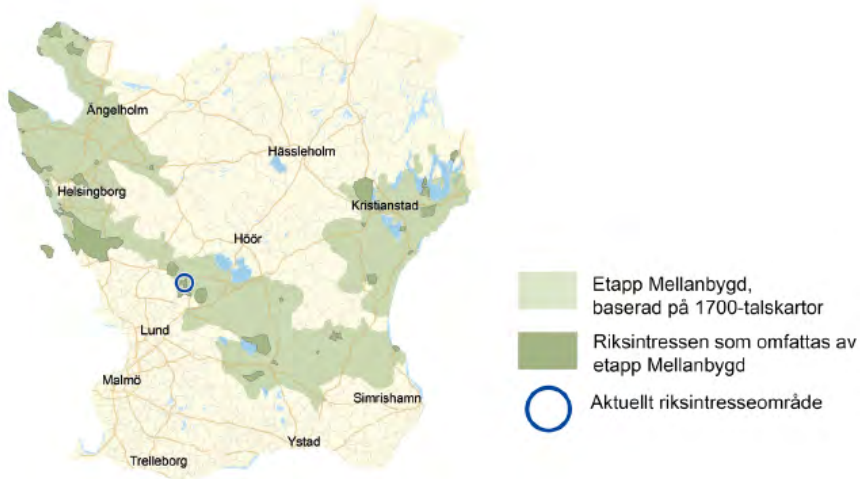 Ängelholm
Hässleholm
Helsingborg
Kristianstad
Höör
Lund
Malmö
Simrishamn
Ystad
Trelleborg
Etapp Mellanbygd,
baserad på 1700-talskartor
Riksintressen som omfattas av
etapp Mellanbygd
Aktuellt riksintresseområde